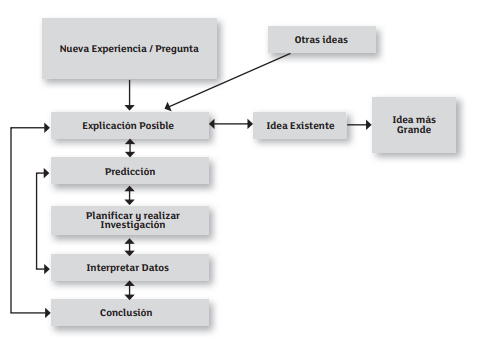 Nueva Experiencia / Pregunta
Otras ideas
Explicación Posible
Idea Existente
Idea más
Grande
Predicción
Planificar y realizar
Investigación
Interpretar Datos
Conclusión